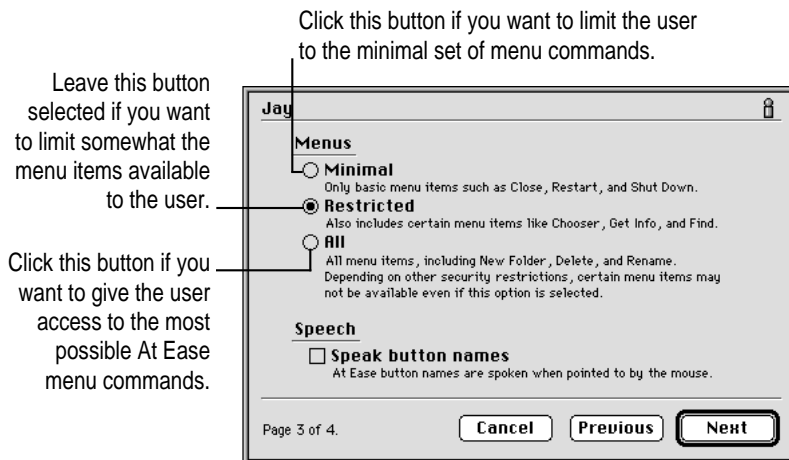 Click this button if you want to limit the user
to the minimal set of menu commands.
Leave this button
selected if you want
to limit somewhat the
menu items available
to the user.
Click this button if you
want to give the user
access to the most
possible At Ease
menu commands.
Jay
Menus
Minimal
Only basic menu items such as Close, Restart, and Shut Down.
Restricted
Also includes certain menu items like Chooser, Get Info, and Find.
All
All menu items, including New Folder, Delete, and Rename.
Depending on other security restrictions, certain menu items may
not be available even if this option is selected.
Speech
Speak button names
At Ease button names are spoken when pointed to by the mouse.
Page 3 of 4.
Cancel
Previous
Next